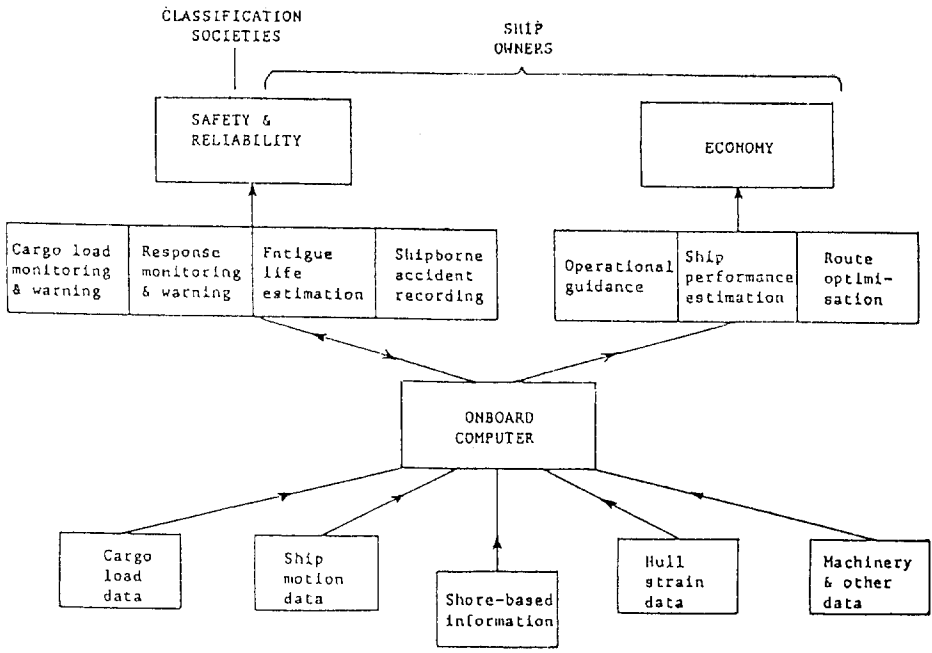 CLASSIFICATION
SOCIETIES
SHIP
OWNERS
SAFETY &
RELIABILITY
ECONOMY
Cargo load
monitoring
& warning
Response
monitoring
& warning
Fatigue
life
estimation
Shipborne
accident
recording
Operational
guidance
Ship
performance
estimation
Route
optimi-
sation
ONBOARD
COMPUTER
Cargo
load
data
Ship
motion
data
Shore-based
information
Hull
strain
data
Machinery
& other
data